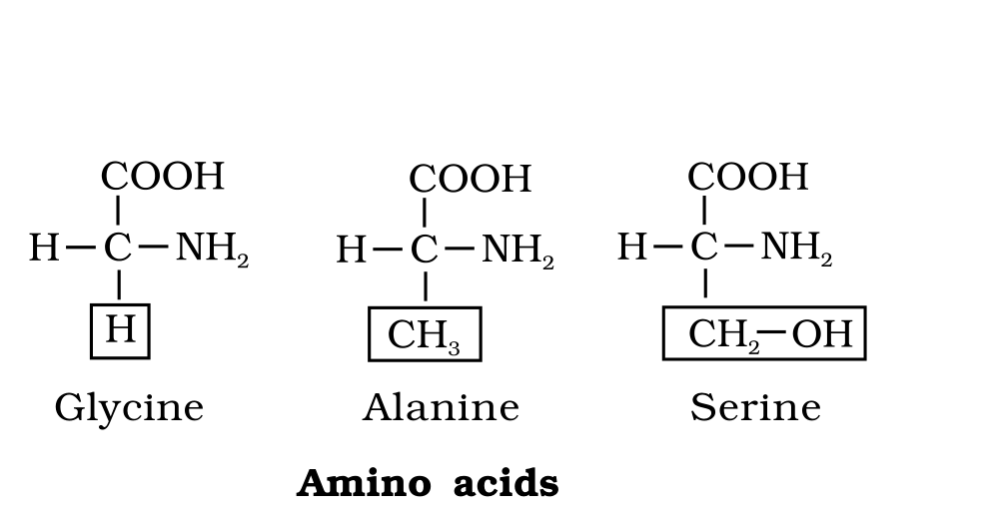 COOH COOH COOH
H—C—NH₂ H—C—NH₂ H—C—NH₂
H CH₃ CH₂—OH
Glycine Alanine Serine
Amino acids